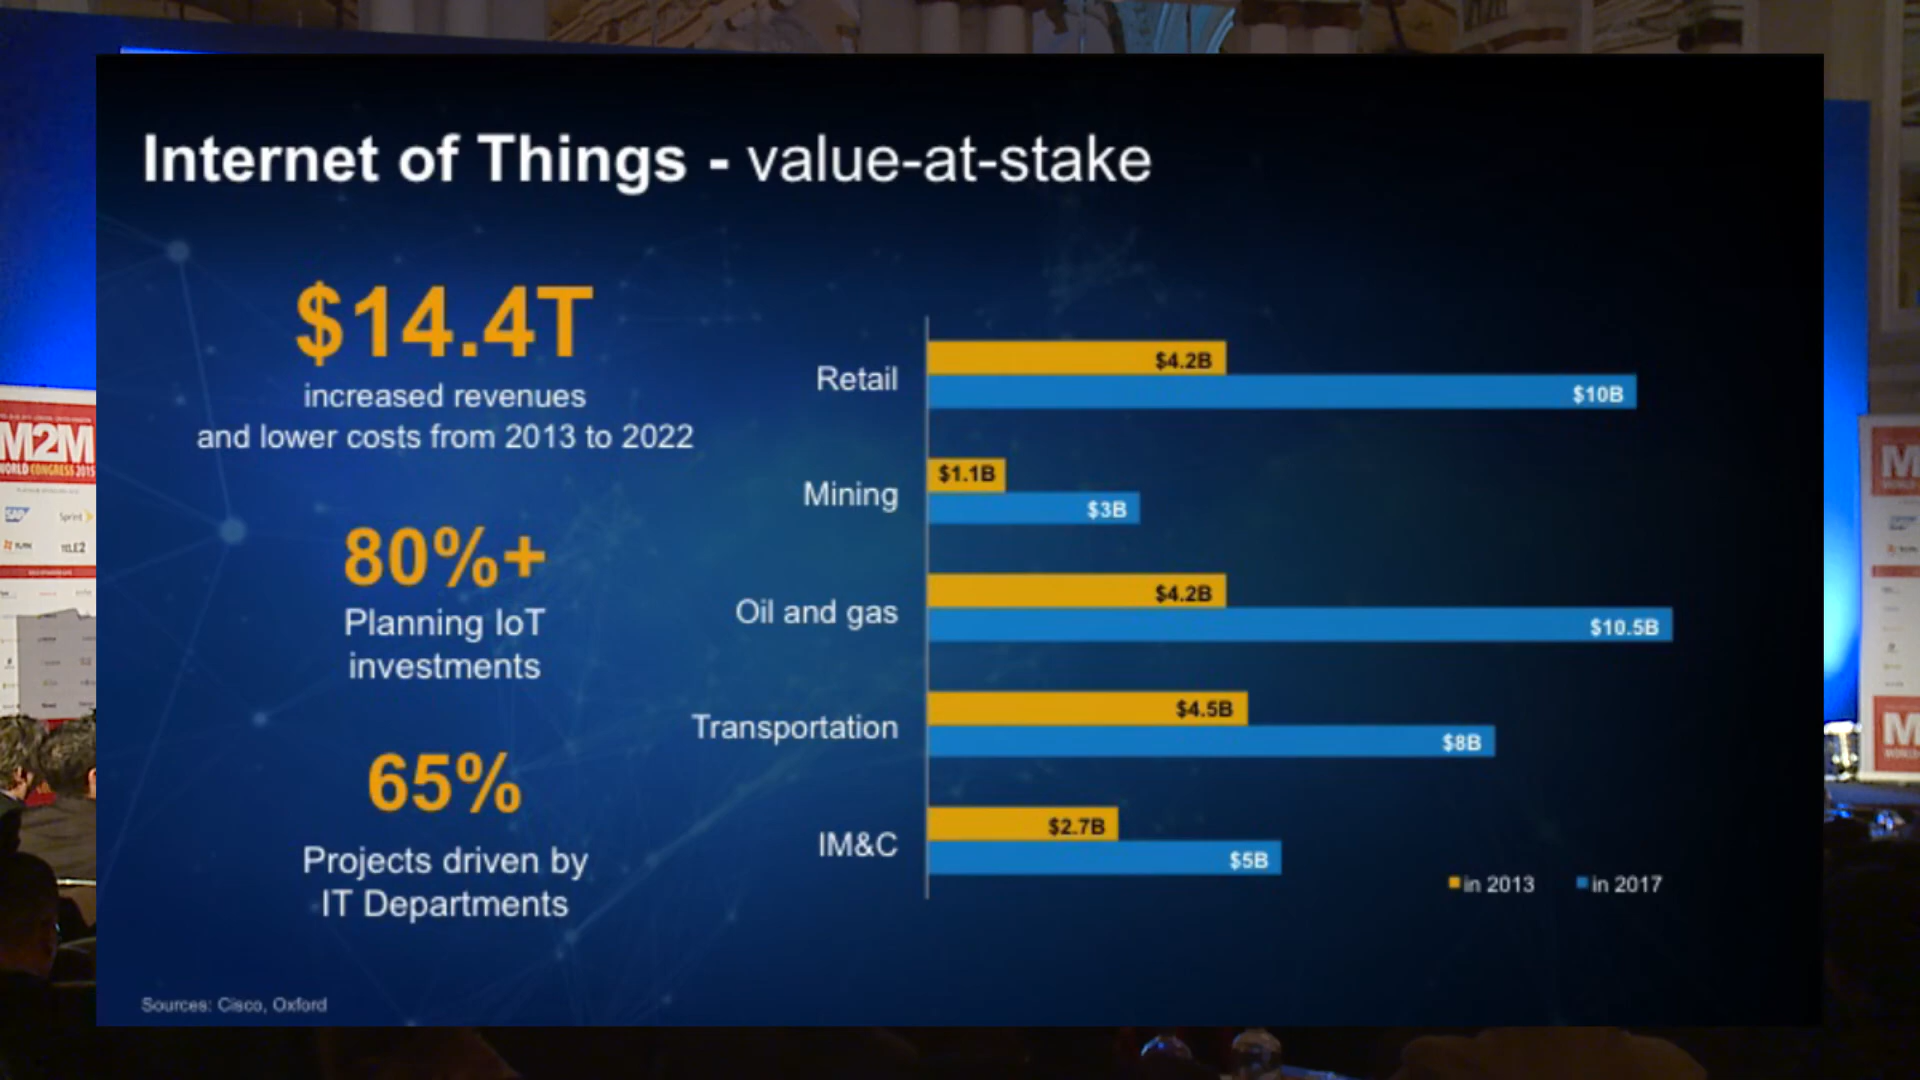 Internet of Things - value-at-stake
$14.4T
increased revenues
and lower costs from 2013 to 2022
80%+
Planning IoT
investments
65%
Projects driven by
IT Departments
Retail
$4.2B
$10B
Mining
$1.1B
$3B
Oil and gas
$4.2B
$10.5B
Transportation
$4.5B
$8B
IM&C
$2.7B
$5B
in 2013
in 2017
Sources: Cisco, Oxford
M2M
WORLD CONGRESS 2015
SAP
Sprint
TELE2
M
M